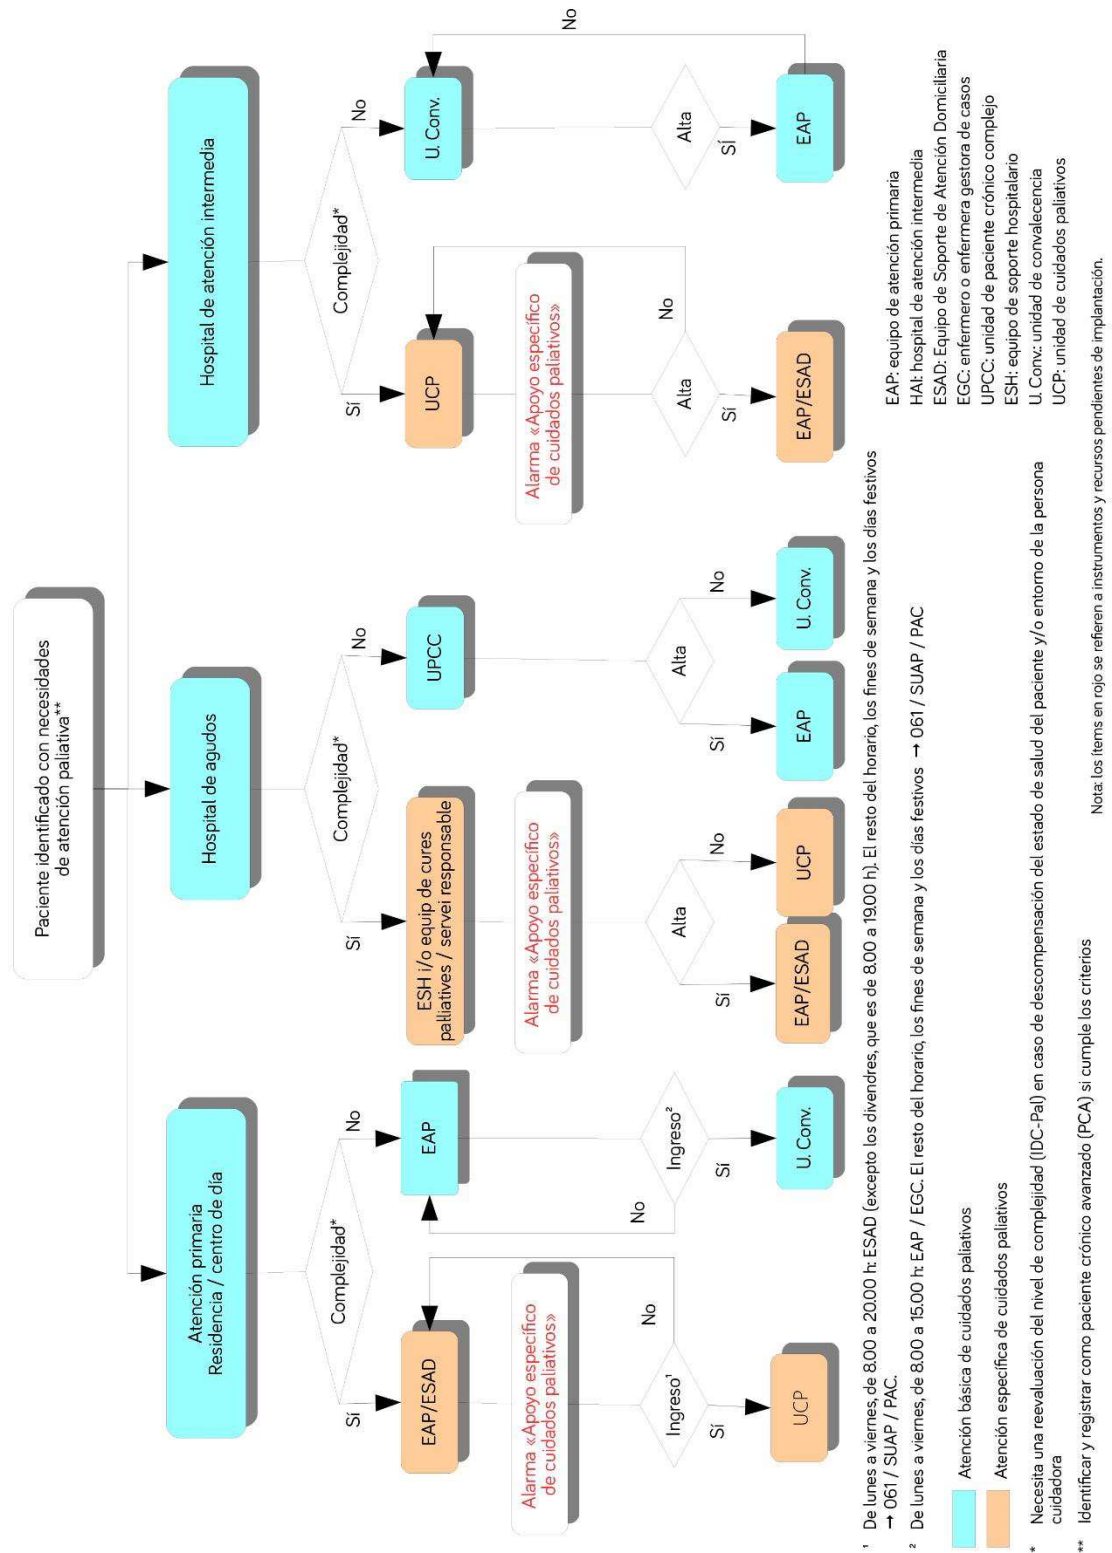 Paciente identificado con necesidades
de atención paliativa**
Atención primaria
Residencia / centro de día
Complejidad*
Sí
No
EAP/ESAD
EAP
Alarma «Apoyo específico
de cuidados paliativos»
Ingreso¹
No
Sí
UCP
Ingreso²
No
Sí
U. Conv.
Hospital de agudos
Complejidad*
Sí
No
ESH i/o equip de cures
pal·liatives / servei responsable
UPCC
Alarma «Apoyo específico
de cuidados paliativos»
Alta
Sí
No
EAP/ESAD
UCP
Alta
Sí
No
EAP
U. Conv.
Hospital de atención intermedia
Complejidad*
Sí
No
UCP
U. Conv.
Alarma «Apoyo específico
de cuidados paliativos»
Alta
No
Sí
EAP/ESAD
Alta
Sí
No
EAP
¹ De lunes a viernes, de 8.00 a 20.00 h: ESAD (excepto los divendres, que es de 8.00 a 19.00 h). El resto del horario, los fines de semana y los días festivos
→ 061 / SUAP / PAC.
² De lunes a viernes, de 8.00 a 15.00 h: EAP / EGC. El resto del horario, los fines de semana y los días festivos → 061 / SUAP / PAC
Atención básica de cuidados paliativos
Atención específica de cuidados paliativos
EAP: equipo de atención primaria
HAI: hospital de atención intermedia
ESAD: Equipo de Soporte de Atención Domiciliaria
EGC: enfermero o enfermera gestora de casos
UPCC: unidad de paciente crónico complejo
ESH: equipo de soporte hospitalario
U. Conv.: unidad de convalecencia
UCP: unidad de cuidados paliativos
* Necesita una reevaluación del nivel de complejidad (IDC-Pal) en caso de descompensación del estado de salud del paciente y/o entorno de la persona
cuidadora
** Identificar y registrar como paciente crónico avanzado (PCA) si cumple los criterios
Nota: los ítems en rojo se refieren a instrumentos y recursos pendientes de implantación.